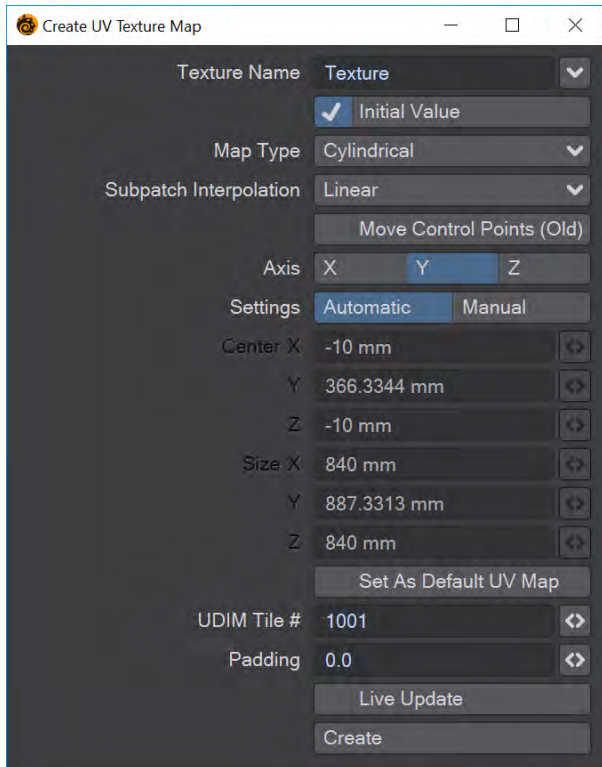 Create UV Texture Map
Texture Name Texture
Initial Value
Map Type Cylindrical
Subpatch Interpolation Linear
Move Control Points (Old)
Axis X Y Z
Settings Automatic Manual
Center X -10 mm
Y 366.3344 mm
Z -10 mm
Size X 840 mm
Y 887.3313 mm
Z 840 mm
Set As Default UV Map
UDIM Tile # 1001
Padding 0.0
Live Update
Create